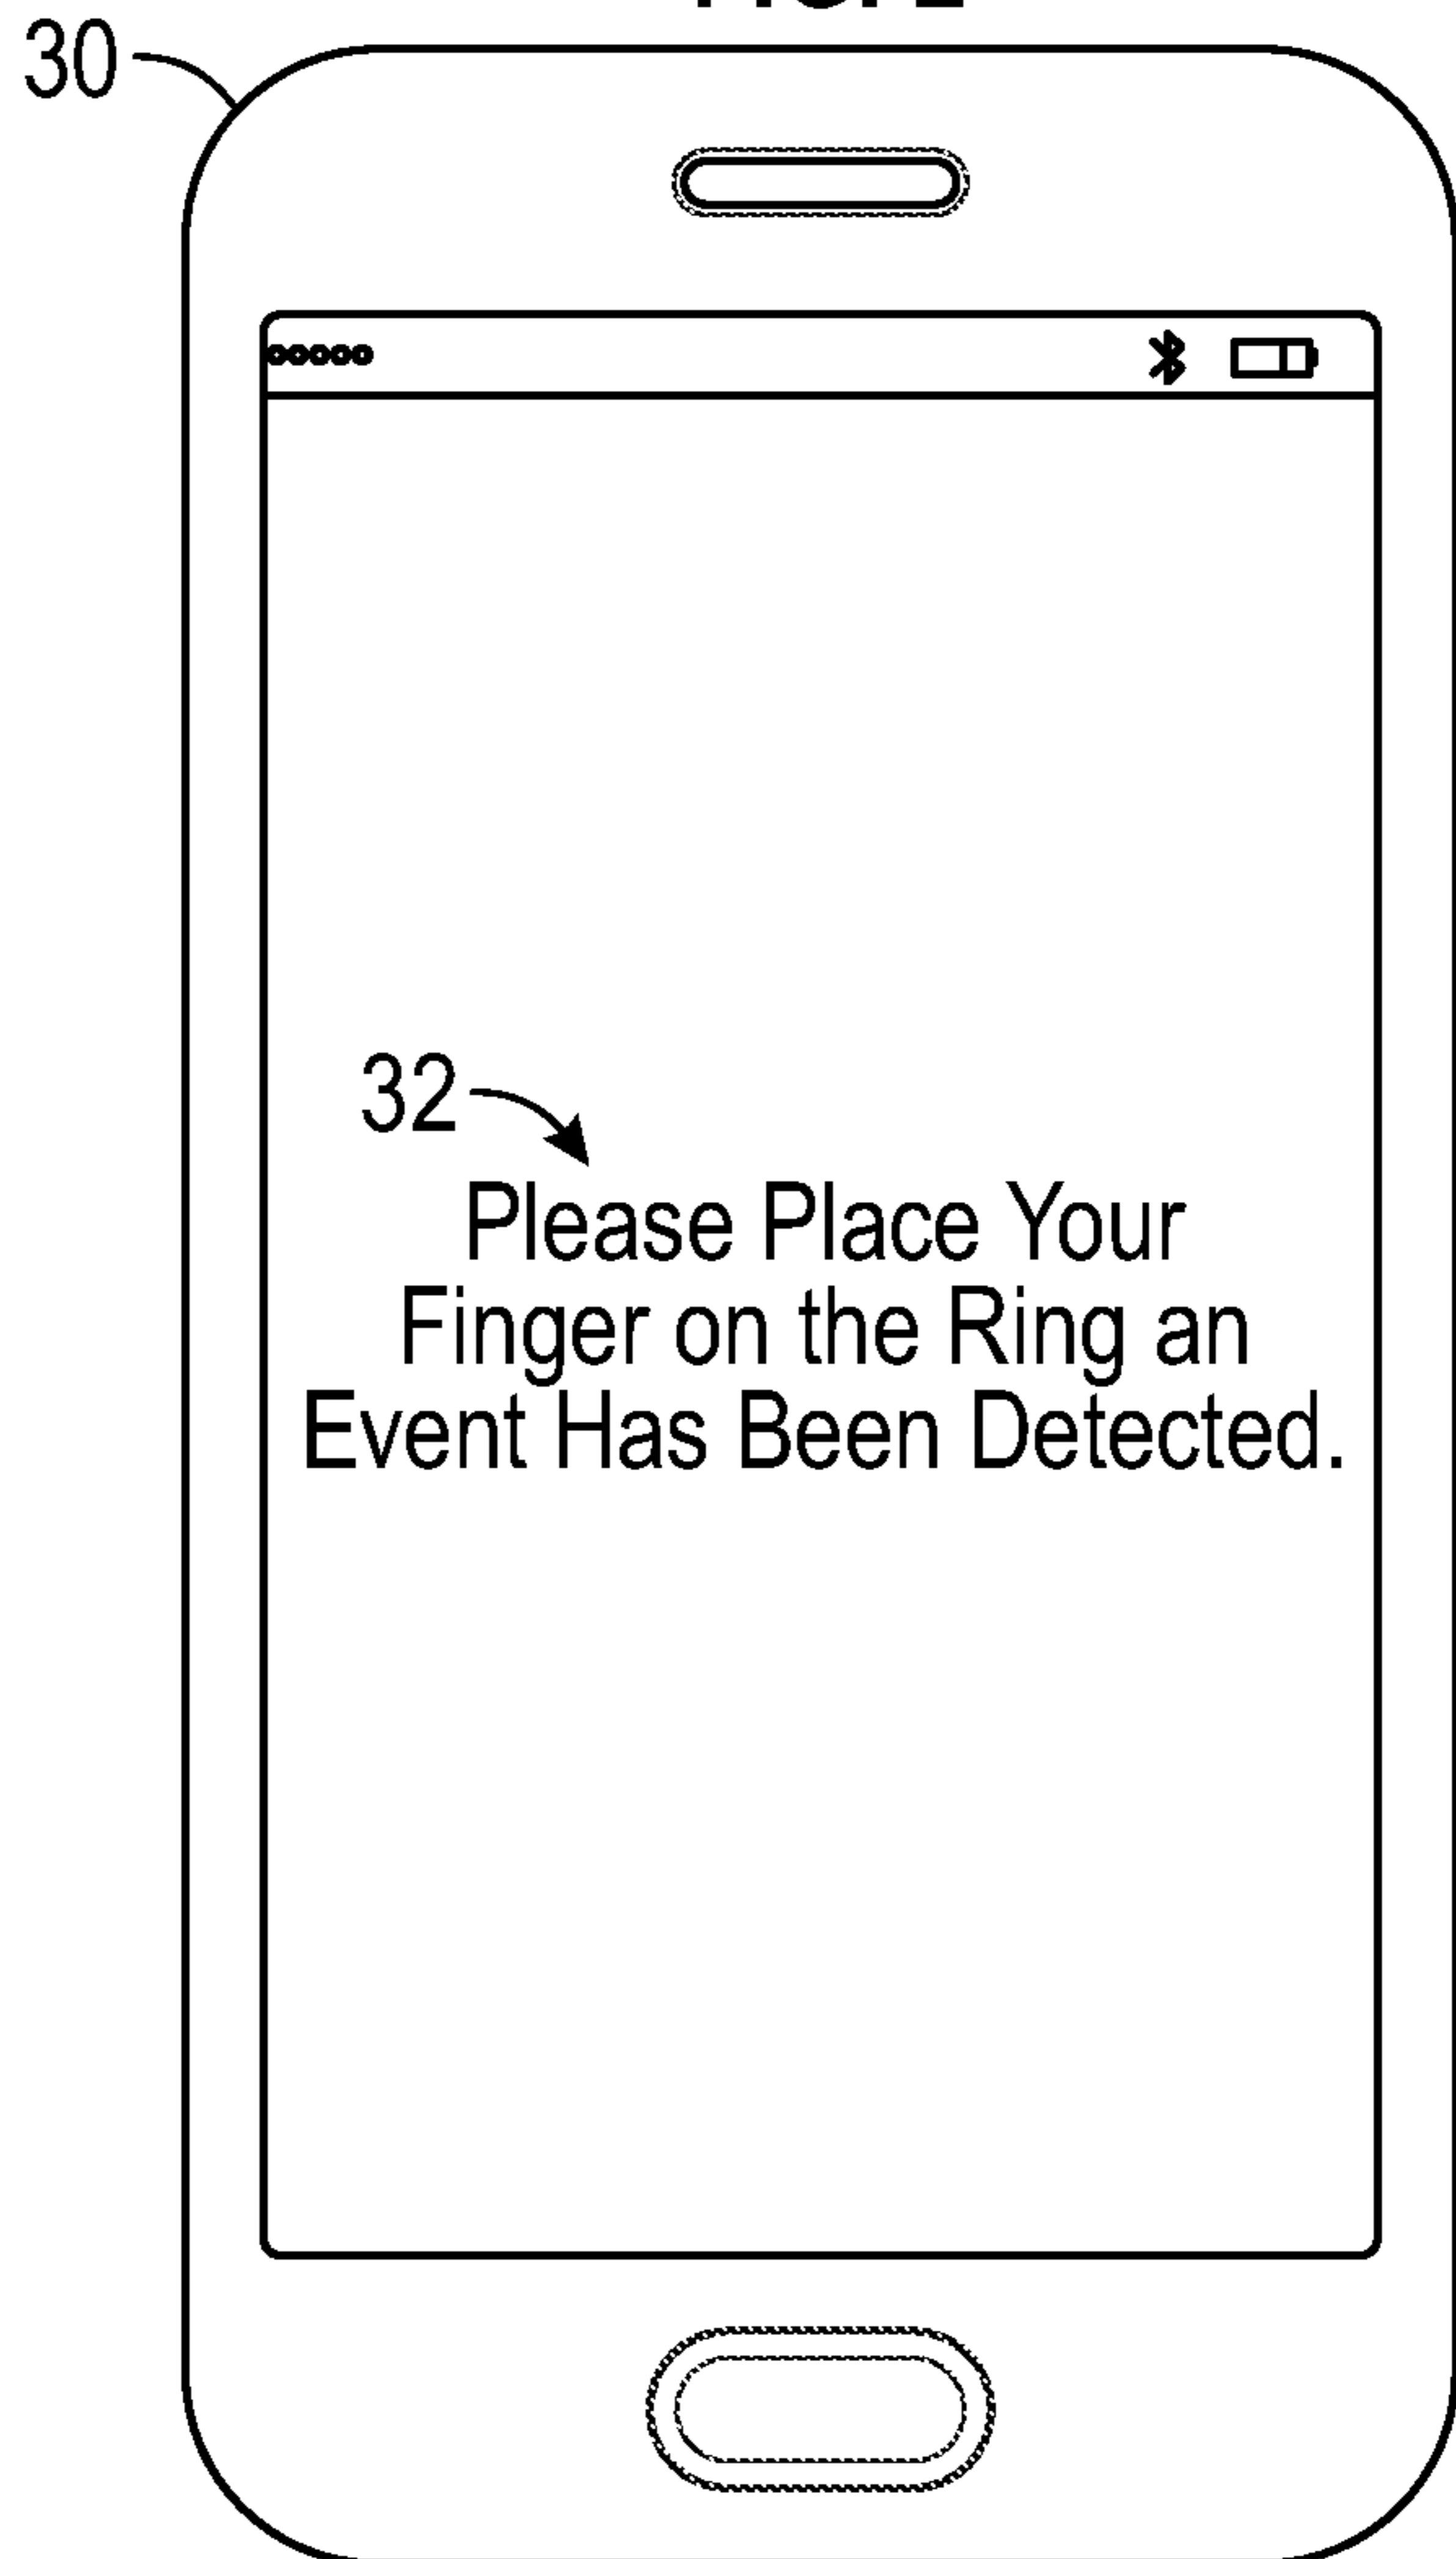 30
32
Please Place Your
Finger on the Ring an
Event Has Been Detected.